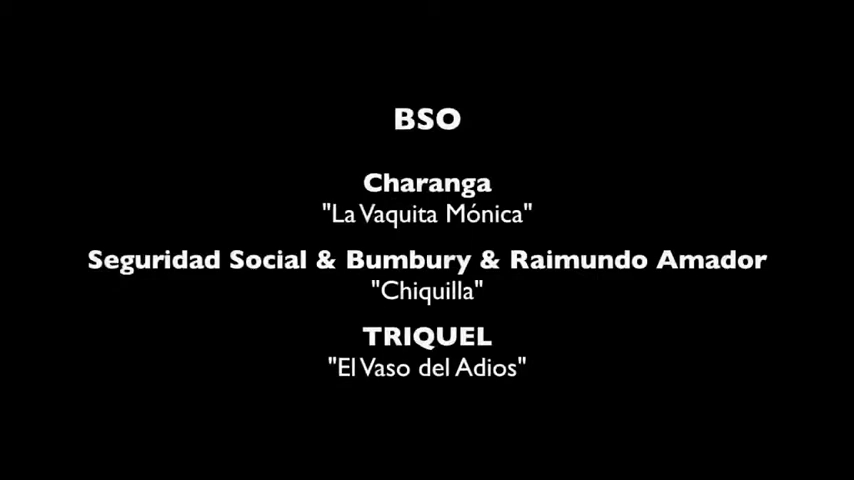 BSO
Charanga
"La Vaquita Mónica"
Seguridad Social & Bumbury & Raimundo Amador
"Chiquilla"
TRIQUEL
"El Vaso del Adios"